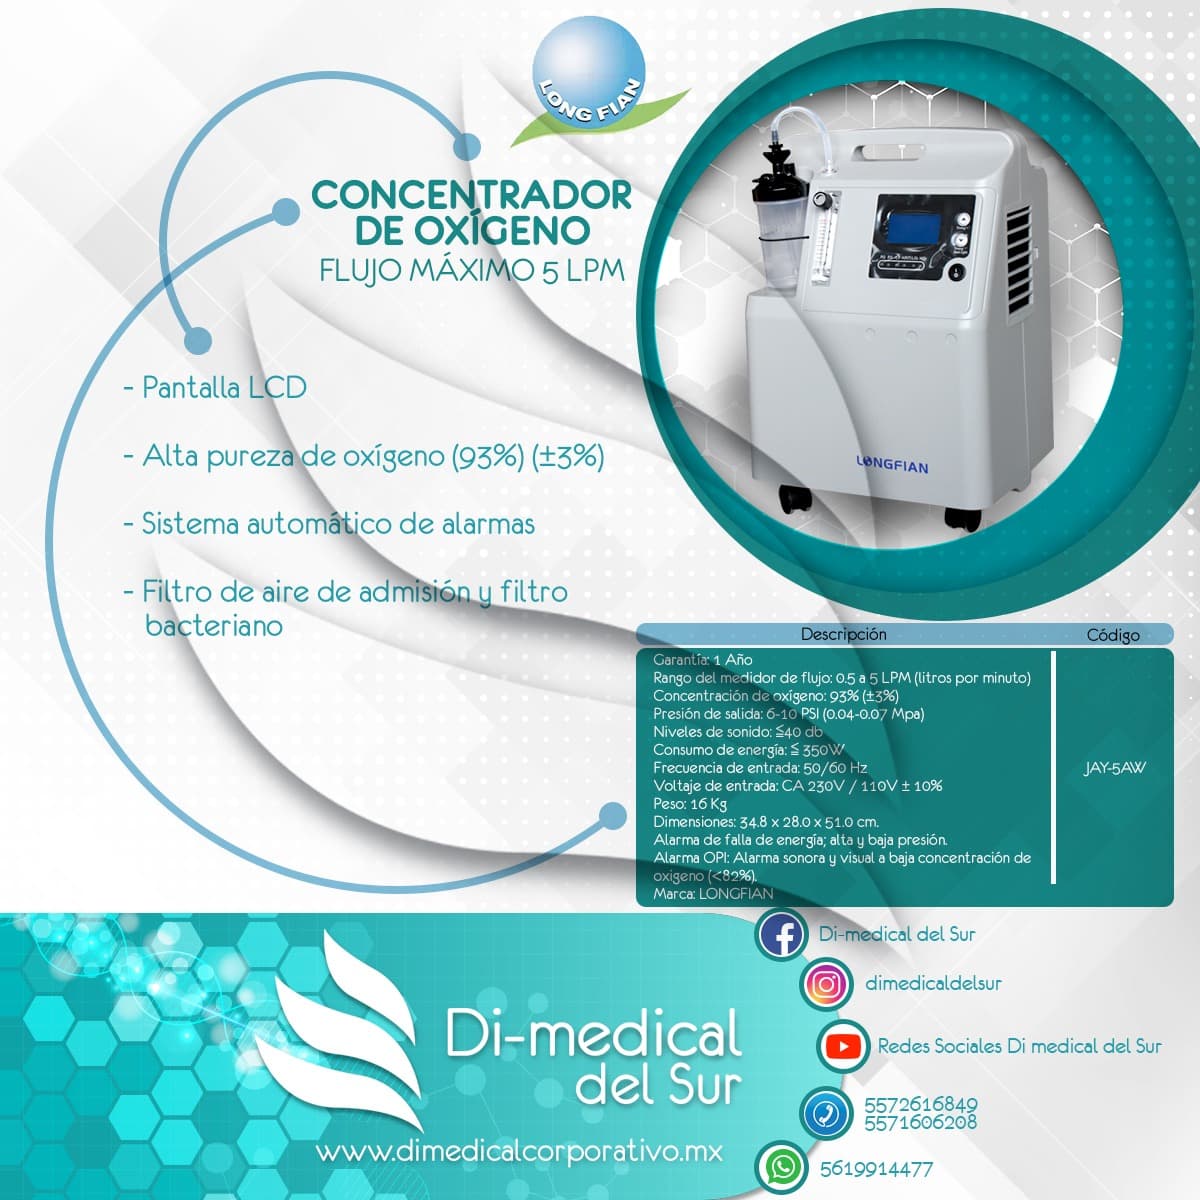 LONG FIAN
CONCENTRADOR
DE OXÍGENO
FLUJO MÁXIMO 5 LPM
- Pantalla LCD
- Alta pureza de oxígeno (93%) (±3%)
- Sistema automático de alarmas
- Filtro de aire de admisión y filtro
bacteriano
LONGFIAN
Descripción Código
Garantía: 1 Año
Rango del medidor de flujo: 0.5 a 5 LPM (litros por minuto)
Concentración de oxígeno: 93% (±3%)
Presión de salida: 6-10 PSI (0.04-0.07 Mpa)
Niveles de sonido: ≦40 db
Consumo de energía: ≦ 350W
Frecuencia de entrada: 50/60 Hz
JAY-5AW
Voltaje de entrada: CA 230V / 110V ± 10%
Peso: 16 Kg
Dimensiones: 34.8 x 28.0 x 51.0 cm.
Alarma de falla de energía; alta y baja presión.
Alarma OPI: Alarma sonora y visual a baja concentración de
oxigeno (<82%).
Marca: LONGFIAN
Di-medical del Sur
dimedicaldelsur
Redes Sociales Di medical del Sur
5572616849
5571606208
5619914477
Di-medical
del Sur
www.dimedicalcorporativo.mx